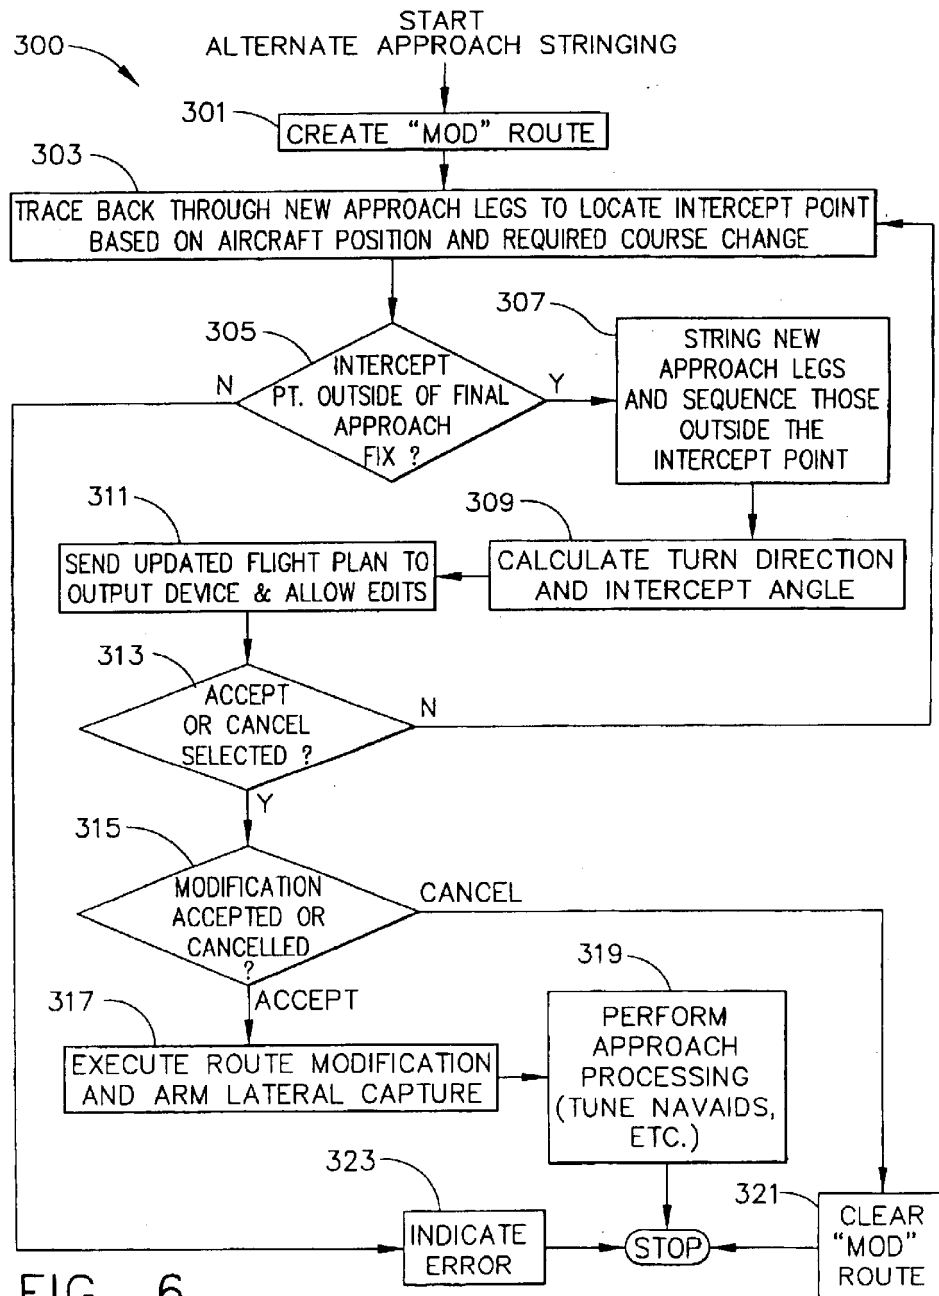 START
ALTERNATE APPROACH STRINGING
300
301
CREATE "MOD" ROUTE
303
TRACE BACK THROUGH NEW APPROACH LEGS TO LOCATE INTERCEPT POINT
BASED ON AIRCRAFT POSITION AND REQUIRED COURSE CHANGE
305
INTERCEPT
PT. OUTSIDE OF FINAL
APPROACH
FIX ?
N
Y
307
STRING NEW
APPROACH LEGS
AND SEQUENCE THOSE
OUTSIDE THE
INTERCEPT POINT
309
CALCULATE TURN DIRECTION
AND INTERCEPT ANGLE
311
SEND UPDATED FLIGHT PLAN TO
OUTPUT DEVICE & ALLOW EDITS
313
ACCEPT
OR CANCEL
SELECTED ?
N
Y
315
MODIFICATION
ACCEPTED OR
CANCELLED
?
CANCEL
ACCEPT
317
EXECUTE ROUTE MODIFICATION
AND ARM LATERAL CAPTURE
319
PERFORM
APPROACH
PROCESSING
(TUNE NAVAIDS,
ETC.)
323
INDICATE
ERROR
STOP
321
CLEAR
"MOD"
ROUTE
FIG. 6